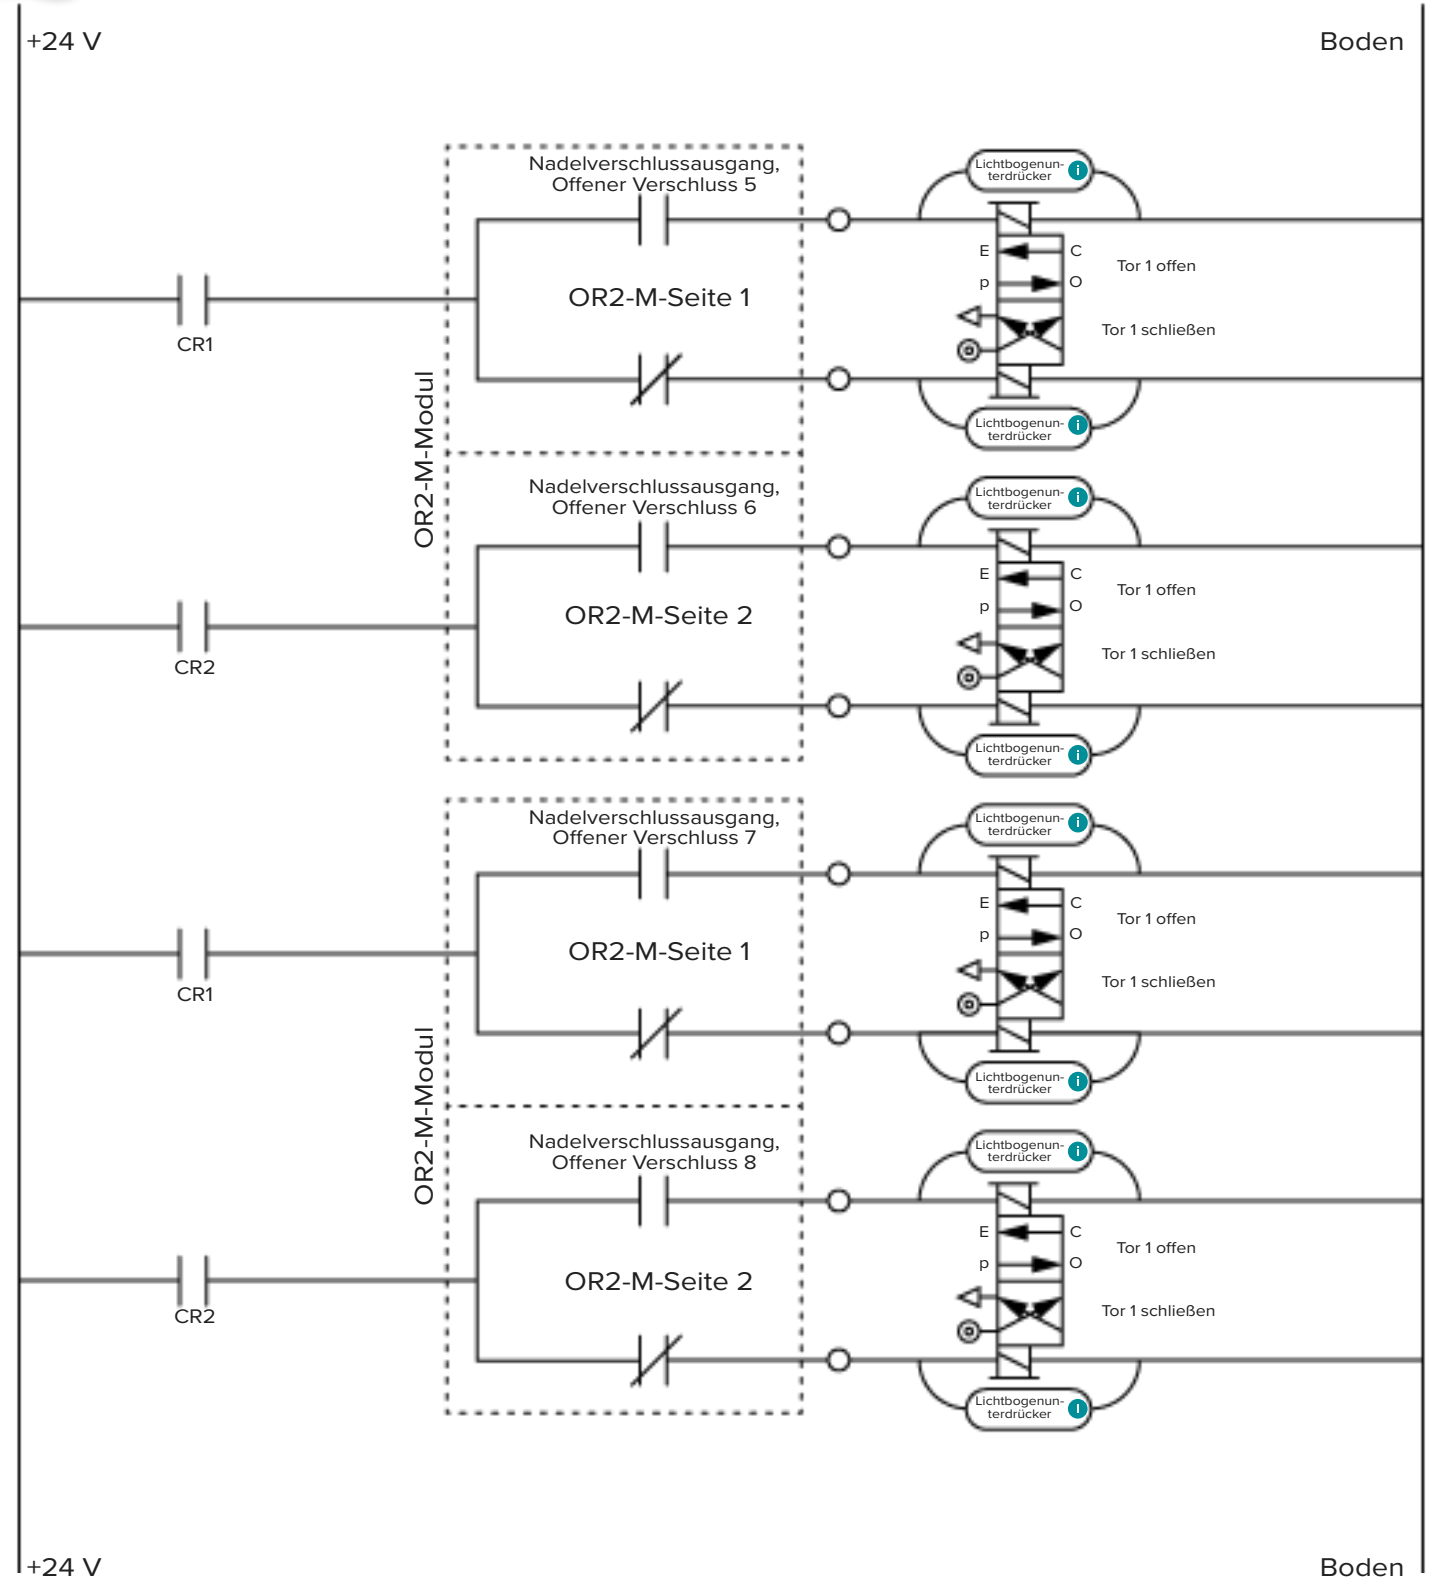 +24 V
Boden
Nadelverschlussausgang,
Offener Verschluss 5
Lichtbogenun-
terdrücker
i
E
C
Tor 1 offen
p
O
OR2-M-Seite 1
Tor 1 schließen
CR1
Lichtbogenun-
terdrücker
i
OR2-M-Modul
Nadelverschlussausgang,
Offener Verschluss 6
Lichtbogenun-
terdrücker
i
E
C
Tor 1 offen
p
O
OR2-M-Seite 2
Tor 1 schließen
CR2
Lichtbogenun-
terdrücker
i
Nadelverschlussausgang,
Offener Verschluss 7
Lichtbogenun-
terdrücker
i
E
C
Tor 1 offen
p
O
OR2-M-Seite 1
Tor 1 schließen
CR1
Lichtbogenun-
terdrücker
i
OR2-M-Modul
Nadelverschlussausgang,
Offener Verschluss 8
Lichtbogenun-
terdrücker
i
E
C
Tor 1 offen
p
O
OR2-M-Seite 2
Tor 1 schließen
CR2
Lichtbogenun-
terdrücker
I
+24 V
Boden